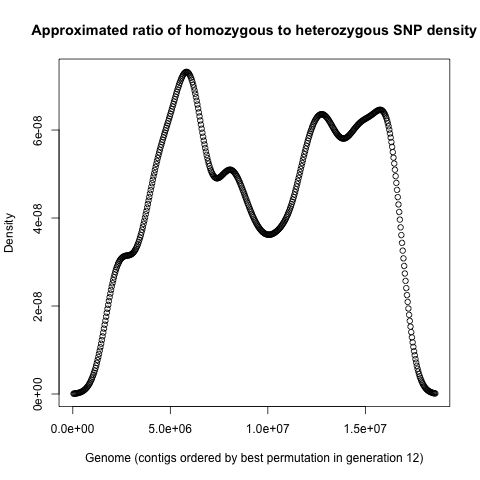 Approximated ratio of homozygous to heterozygous SNP density
Density
6e-08
4e-08
2e-08
0e+00
0.0e+00 5.0e+06 1.0e+07 1.5e+07
Genome (contigs ordered by best permutation in generation 12)